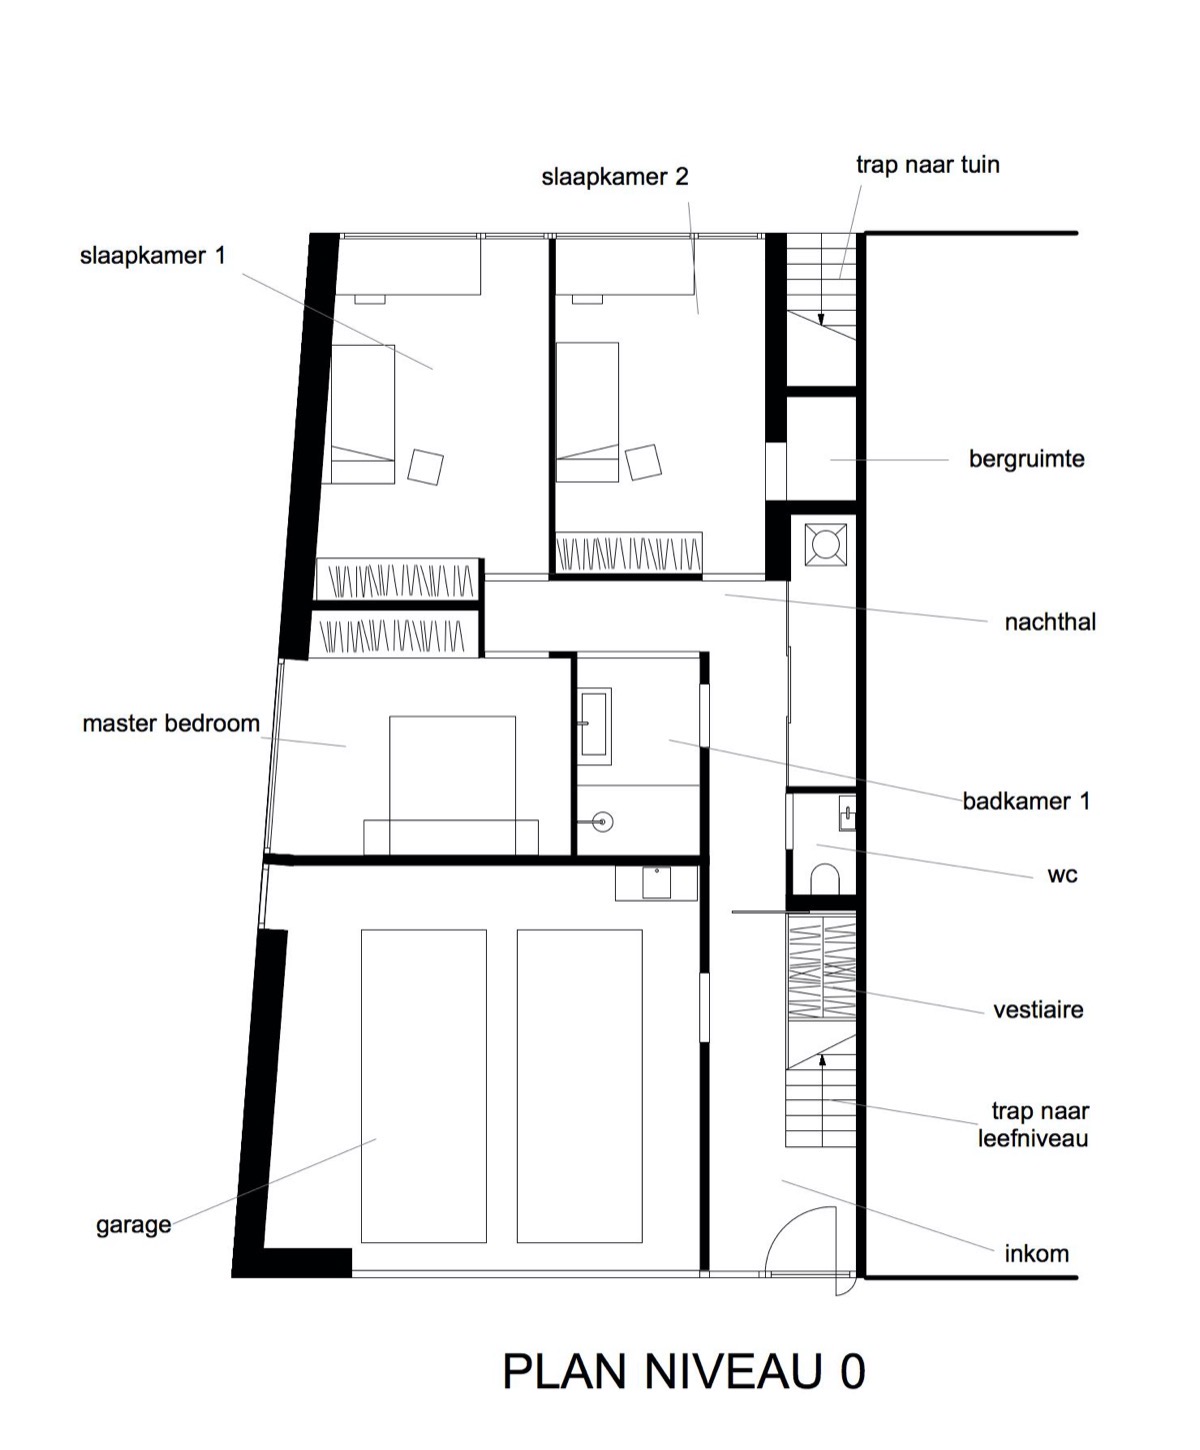 trap naar tuin
slaapkamer 2
slaapkamer 1
bergruimte
nachthal
master bedroom
badkamer 1
wc
vestiaire
trap naar
leefniveau
garage
inkom
PLAN NIVEAU 0